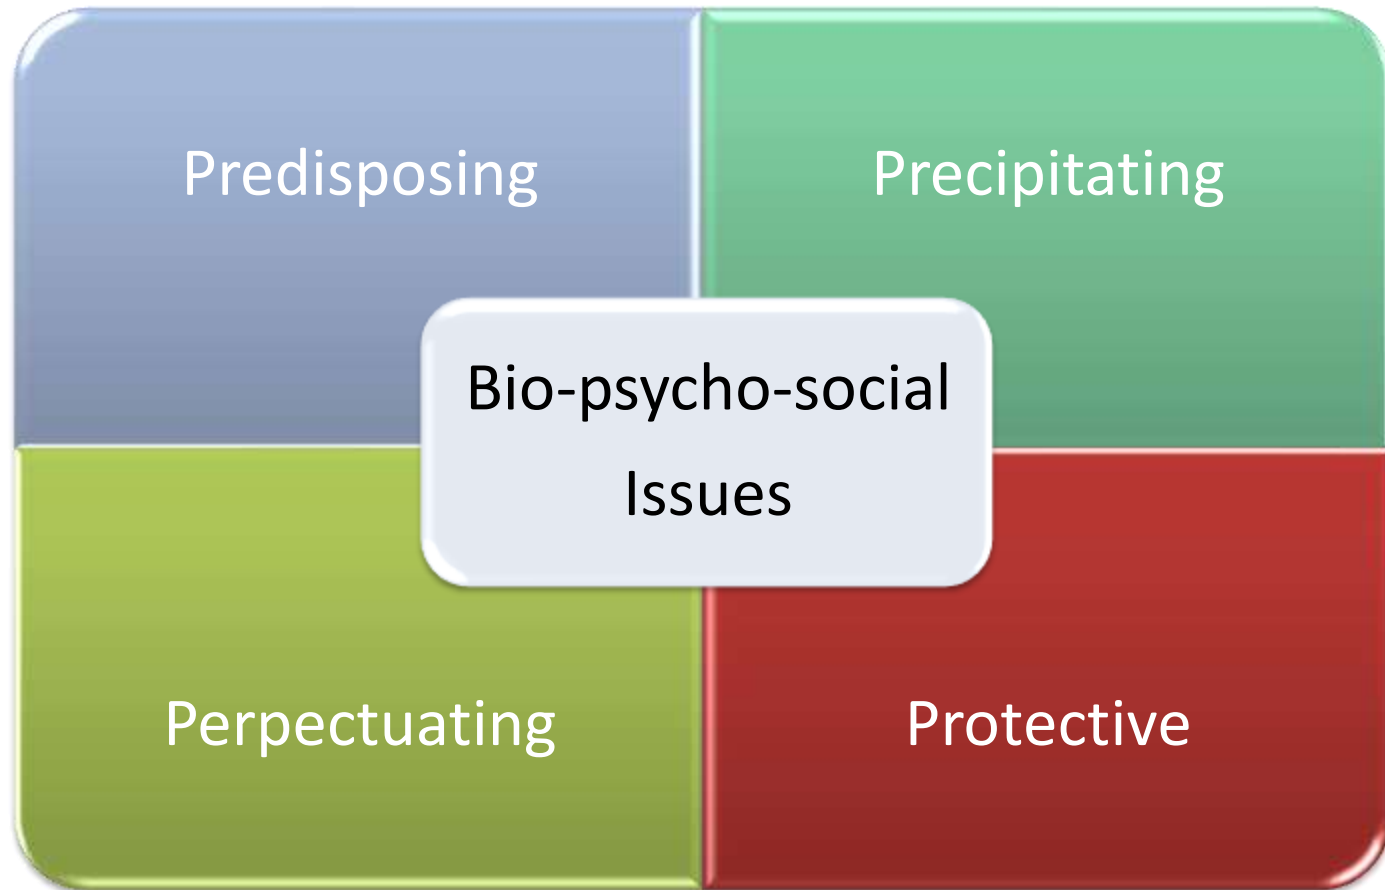 Predisposing
Precipitating
Bio-psycho-social
Issues
Perpectuating
Protective